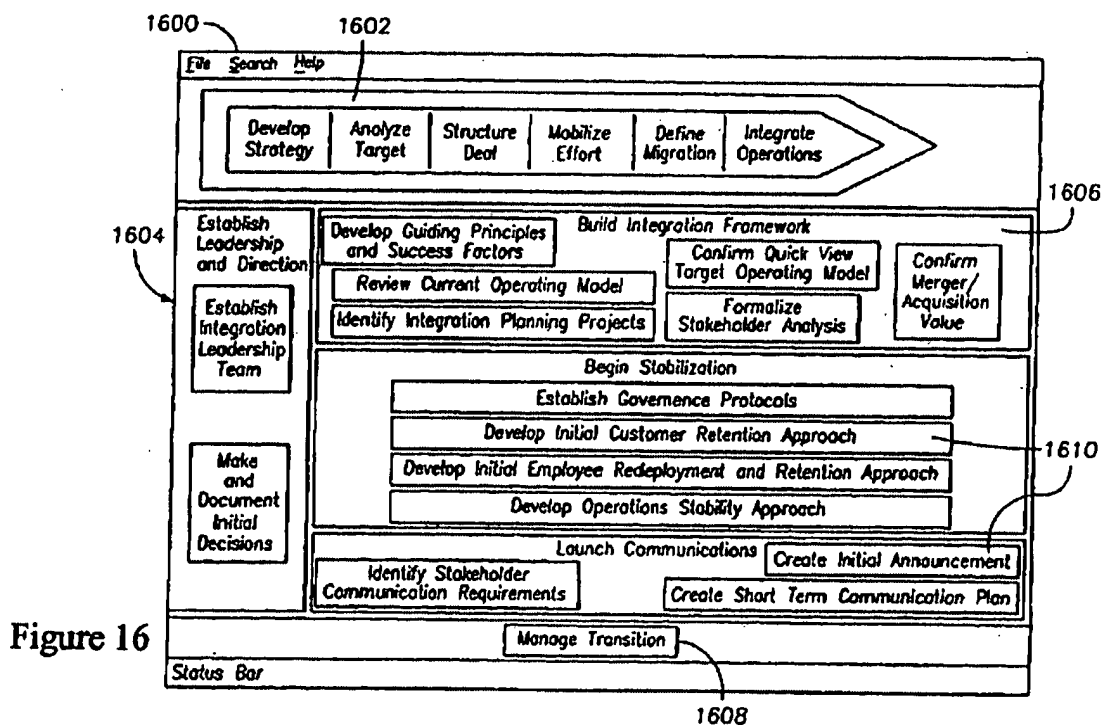 1600
1602
File Search Help
Develop Strategy
Analyze Target
Structure Deal
Mobilize Effort
Define Migration
Integrate Operations
1606
1604
Establish
Leadership
and Direction
Establish
Integration
Leadership
Team
Make
and
Document
Initial
Decisions
Build Integration Framework
Develop Guiding Principles
and Success Factors
Review Current Operating Model
Identify Integration Planning Projects
Confirm Quick View
Target Operating Model
Formalize
Stakeholder Analysis
Confirm
Merger/
Acquisition
Value
Begin Stabilization
Establish Governence Protocols
Develop Initial Customer Retention Approach
1610
Develop Initial Employee Redeployment and Retention Approach
Develop Operations Stability Approach
Launch Communications
Create Initial Announcement
Identify Stakeholder
Communication Requirements
Create Short Term Communication Plan
Figure 16
Manage Transition
Status Bar
1608